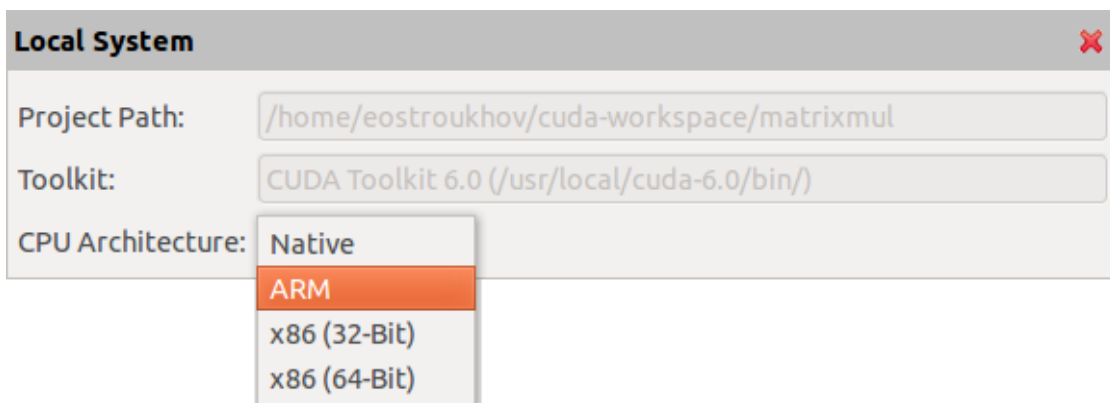 Local System
Project Path: /home/eostroukhov/cuda-workspace/matrixmul
Toolkit: CUDA Toolkit 6.0 (/usr/local/cuda-6.0/bin/)
CPU Architecture: Native
ARM
x86 (32-Bit)
x86 (64-Bit)